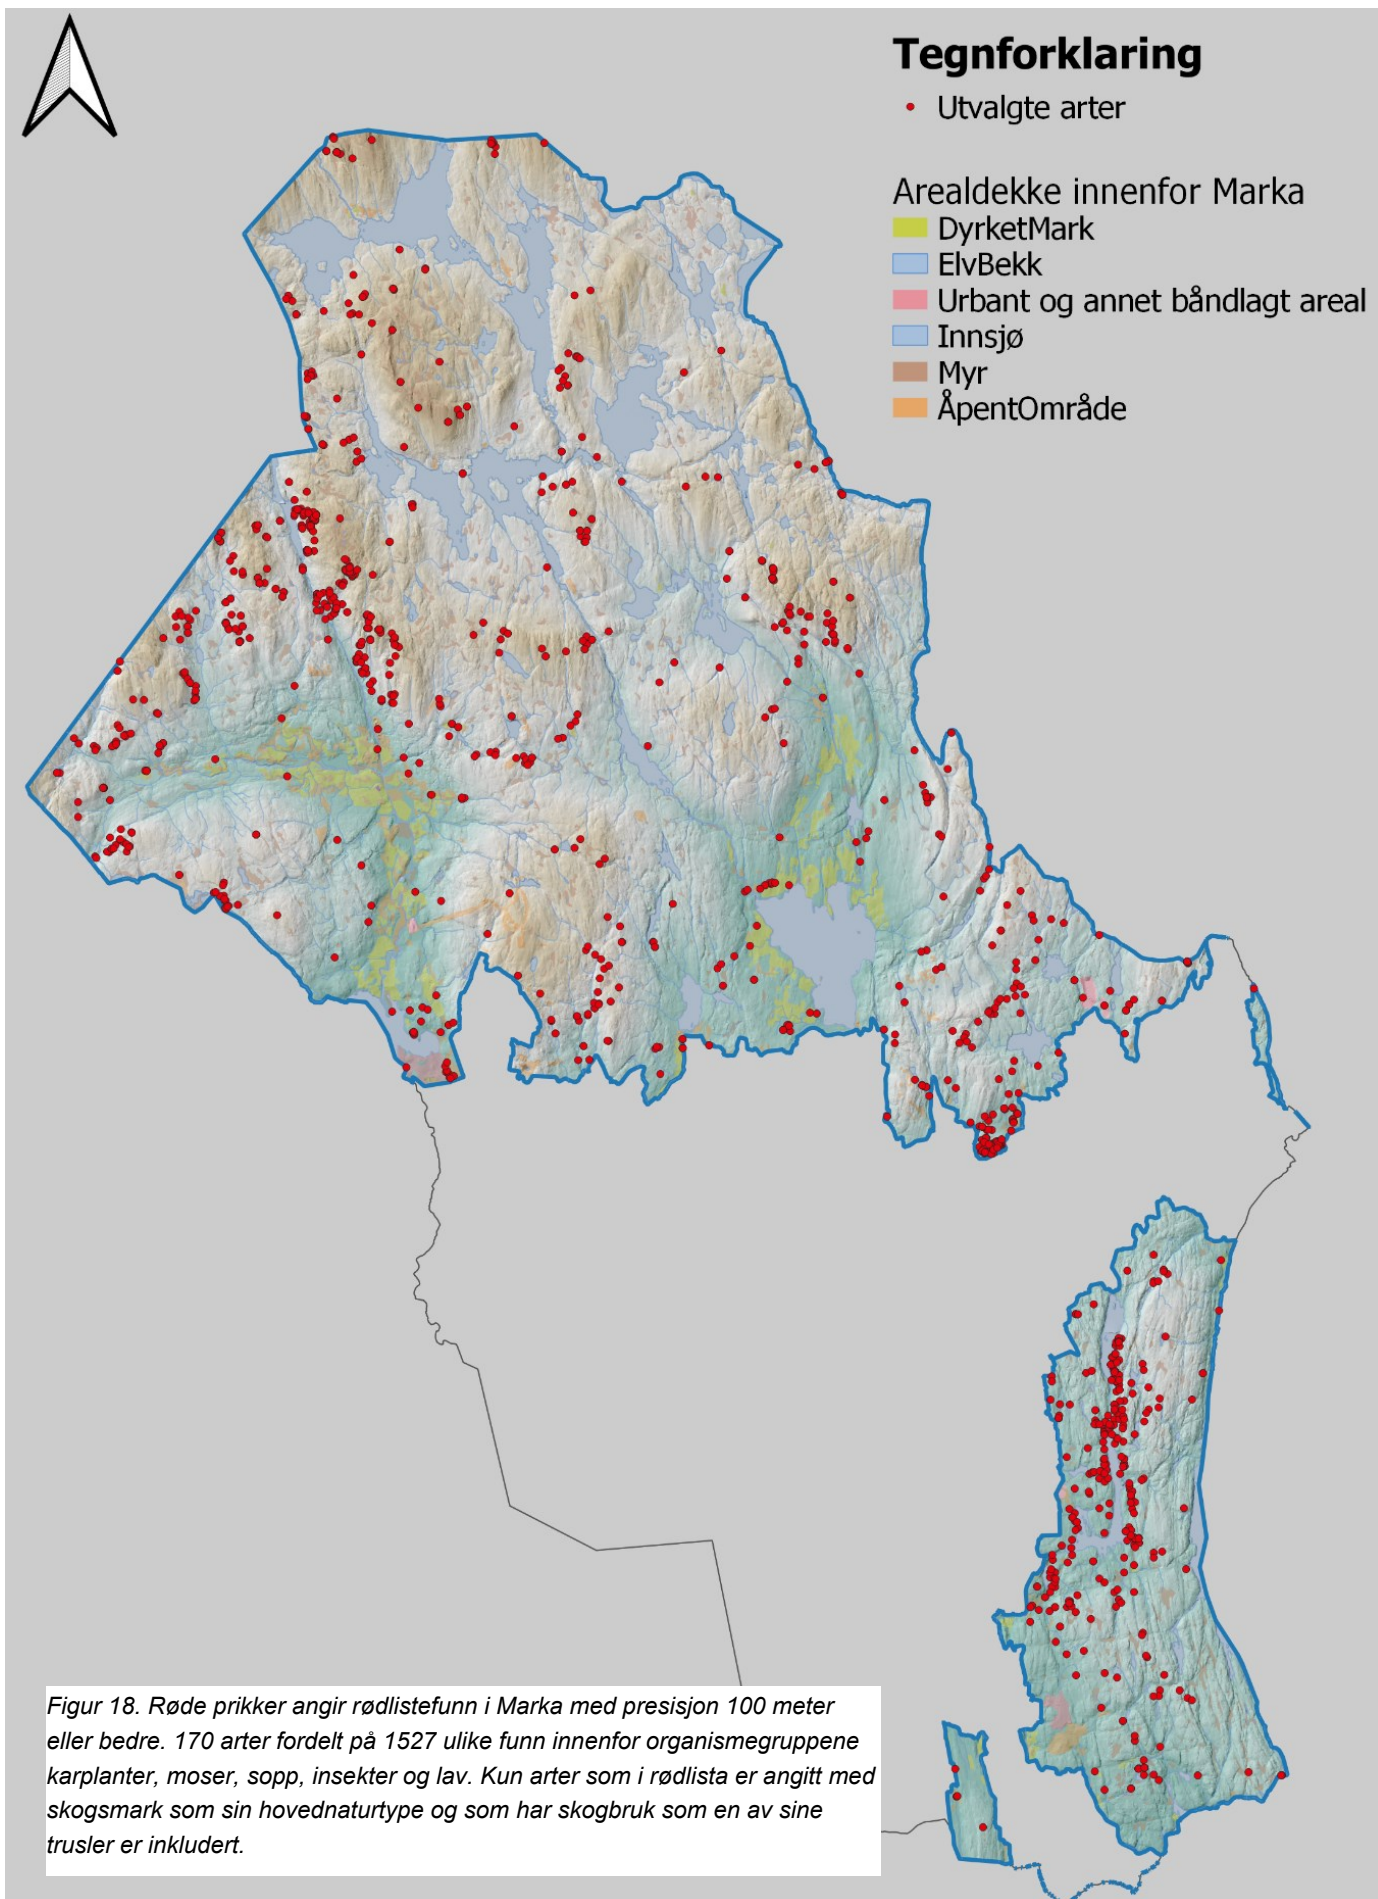 Tegnforklaring
Utvalgte arter
Arealdekke innenfor Marka
DyrketMark
ElvBekk
Urbant og annet båndlagt areal
Innsjø
Myr
ÅpentOmråde
Figur 18. Røde prikker angir rødlistefunn i Marka med presisjon 100 meter
eller bedre. 170 arter fordelt på 1527 ulike funn innenfor organismegruppene
karplanter, moser, sopp, insekter og lav. Kun arter som i rødlista er angitt med
skogsmark som sin hovednaturtype og som har skogbruk som en av sine
trusler er inkludert.